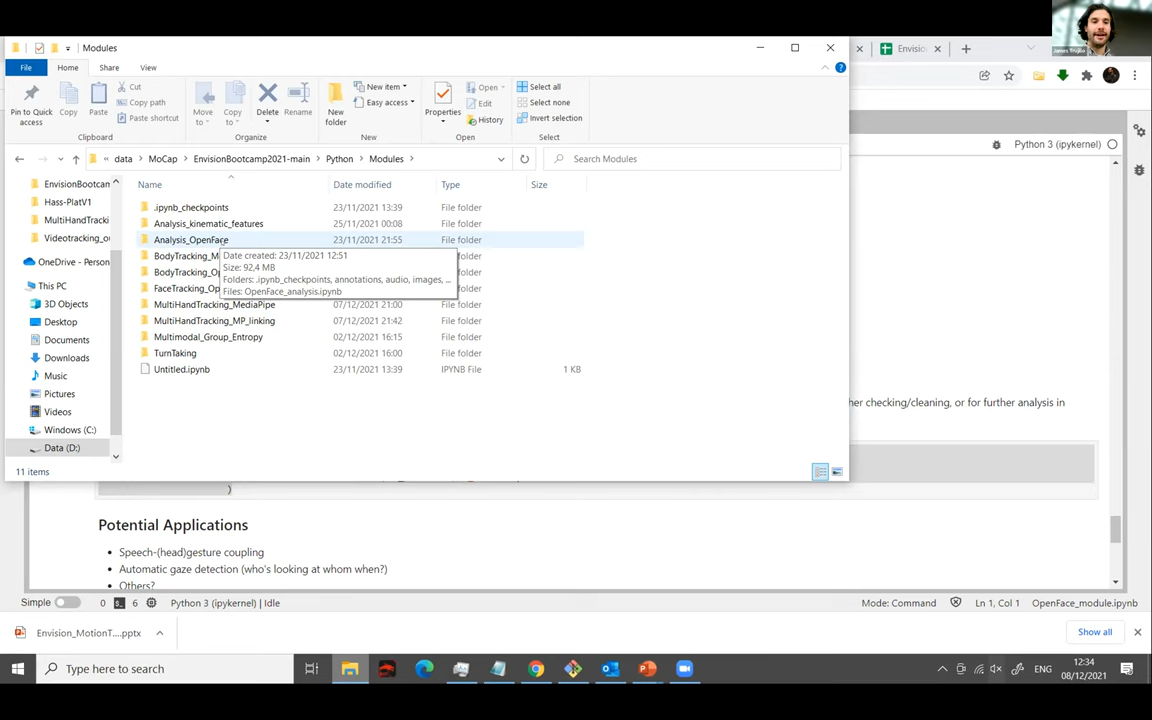 Modules
James Trujillo
Envision
File
Home
Share
View
Pin to Quick access
Copy
Paste
Cut
Copy path
Paste shortcut
Clipboard
Move to
Copy to
Delete
Rename
Organize
New folder
New item
Easy access
New
Properties
Open
Edit
History
Open
Select all
Select none
Invert selection
Select
« data > MoCap > EnvisionBootcamp2021-main > Python > Modules >
Search Modules
Python 3 (ipykernel)
Name Date modified Type Size
EnvisionBootcam
Hass-PlatV1
MultiHandTracki
Videotracking_o
OneDrive - Person
This PC
3D Objects
Desktop
Documents
Downloads
Music
Pictures
Videos
Windows (C:)
Data (D:)
.ipynb_checkpoints 23/11/2021 13:39 File folder
Analysis_kinematic_features 25/11/2021 00:08 File folder
Analysis_OpenFace 23/11/2021 21:55 File folder
BodyTracking_M File folder
BodyTracking_Op File folder
FaceTracking_Op File folder
Date created: 23/11/2021 12:51
Size: 92,4 MB
Folders: .ipynb_checkpoints, annotations, audio, images, ...
Files: OpenFace_analysis.ipynb
MultiHandTracking_MediaPipe 07/12/2021 21:00 File folder
MultiHandTracking_MP_linking 07/12/2021 21:42 File folder
Multimodal_Group_Entropy 02/12/2021 16:15 File folder
TurnTaking 02/12/2021 16:00 File folder
Untitled.ipynb 23/11/2021 13:39 IPYNB File 1 KB
her checking/cleaning, or for further analysis in
11 items
)
Potential Applications
• Speech-(head)gesture coupling
• Automatic gaze detection (who's looking at whom when?)
• Others?
Simple 0 6 Python 3 (ipykernel) | Idle Mode: Command Ln 1, Col 1 OpenFace_module.ipynb
Envision_MotionT....pptx
Show all
Type here to search
ENG
12:34
08/12/2021